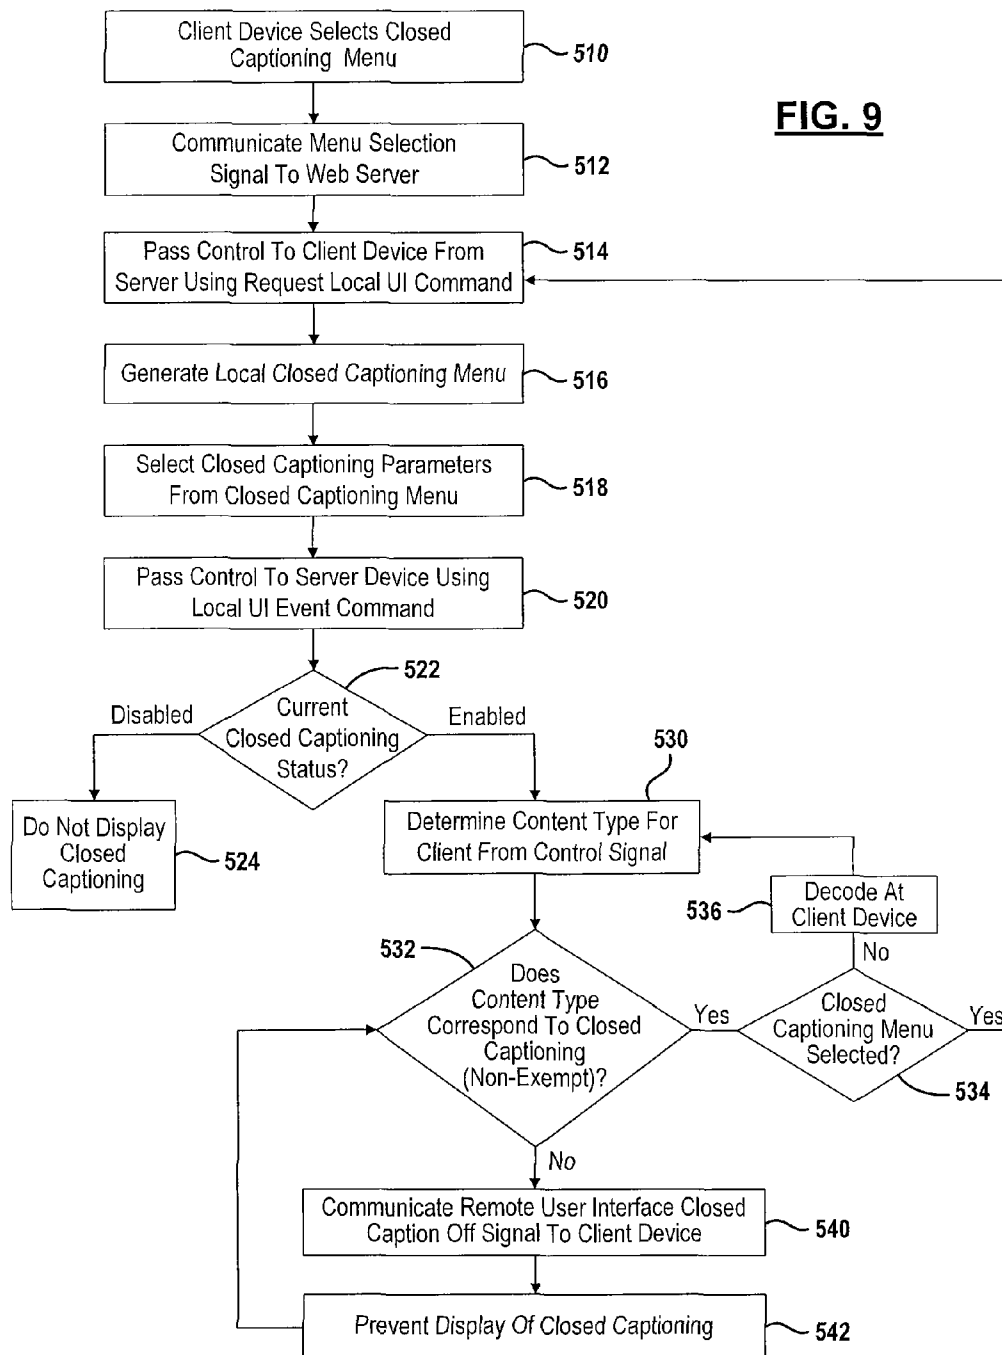 Client Device Selects Closed
Captioning Menu
510
FIG. 9
Communicate Menu Selection
Signal To Web Server
512
Pass Control To Client Device From
Server Using Request Local UI Command
514
Generate Local Closed Captioning Menu
516
Select Closed Captioning Parameters
From Closed Captioning Menu
518
Pass Control To Server Device Using
Local UI Event Command
520
522
Disabled
Current
Closed Captioning
Status?
Enabled
Do Not Display
Closed
Captioning
524
530
Determine Content Type For
Client From Control Signal
536
Decode At
Client Device
532
Does
Content Type
Correspond To Closed
Captioning
(Non-Exempt)?
Yes
No
Closed
Captioning Menu
Selected?
Yes
534
No
Communicate Remote User Interface Closed
Caption Off Signal To Client Device
540
Prevent Display Of Closed Captioning
542